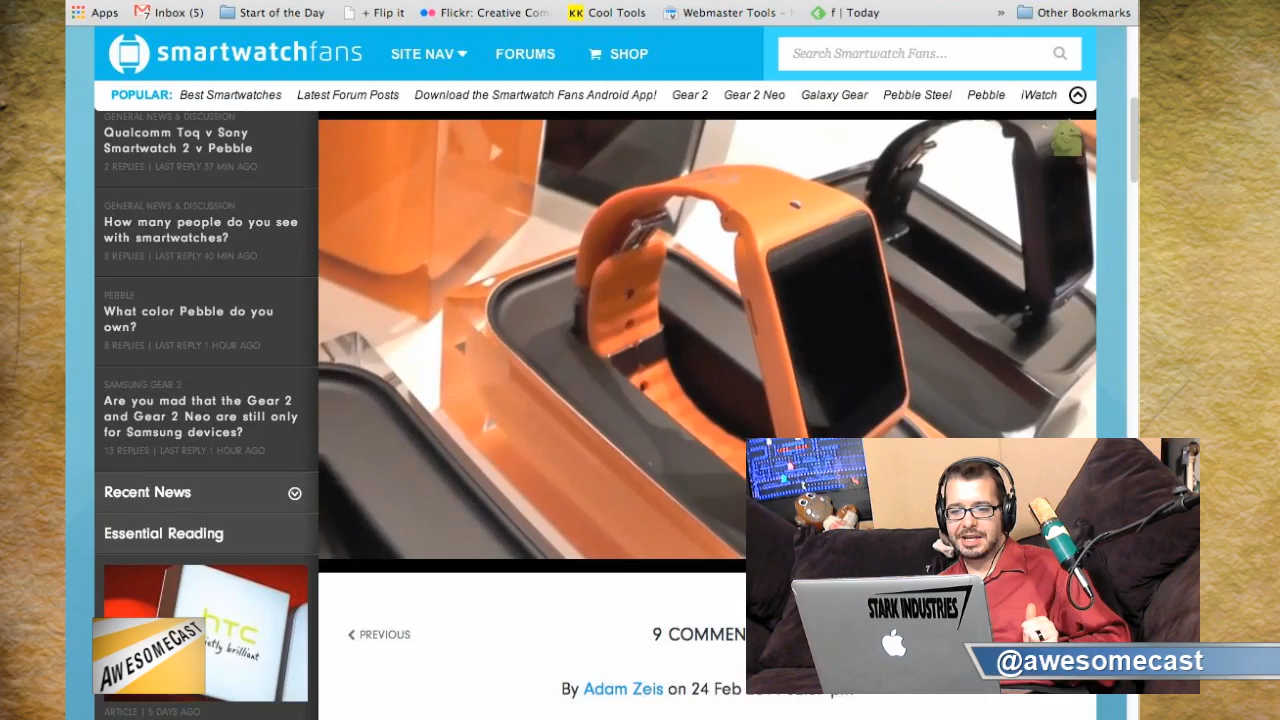 Apps
Inbox (5)
Start of the Day
+ Flip it
Flickr: Creative Com
KK Cool Tools
Webmaster Tools -
f | Today
»
Other Bookmarks
smartwatchfans
SITE NAV
FORUMS
SHOP
Search Smartwatch Fans...
POPULAR: Best Smartwatches Latest Forum Posts Download the Smartwatch Fans Android App! Gear 2 Gear 2 Neo Galaxy Gear Pebble Steel Pebble iWatch
GENERAL NEWS & DISCUSSION
Qualcomm Toq v Sony
Smartwatch 2 v Pebble
2 REPLIES | LAST REPLY 37 MIN AGO
GENERAL NEWS & DISCUSSION
How many people do you see
with smartwatches?
REPLIES | LAST REPLY 40 MIN AGO
PEBBLE
What color Pebble do you
own?
8 REPLIES | LAST REPLY 1 HOUR AGO
SAMSUNG GEAR 2
Are you mad that the Gear 2
and Gear 2 Neo are still only
for Samsung devices?
13 REPLIES | LAST REPLY 1 HOUR AGO
Recent News
Essential Reading
hTC
quietly brilliant
AWESOMECAST
ARTICLE | 5 DAYS AGO
< PREVIOUS
9 COMMEN
By Adam Zeis on 24 Feb
STARK INDUSTRIES
@awesomecast